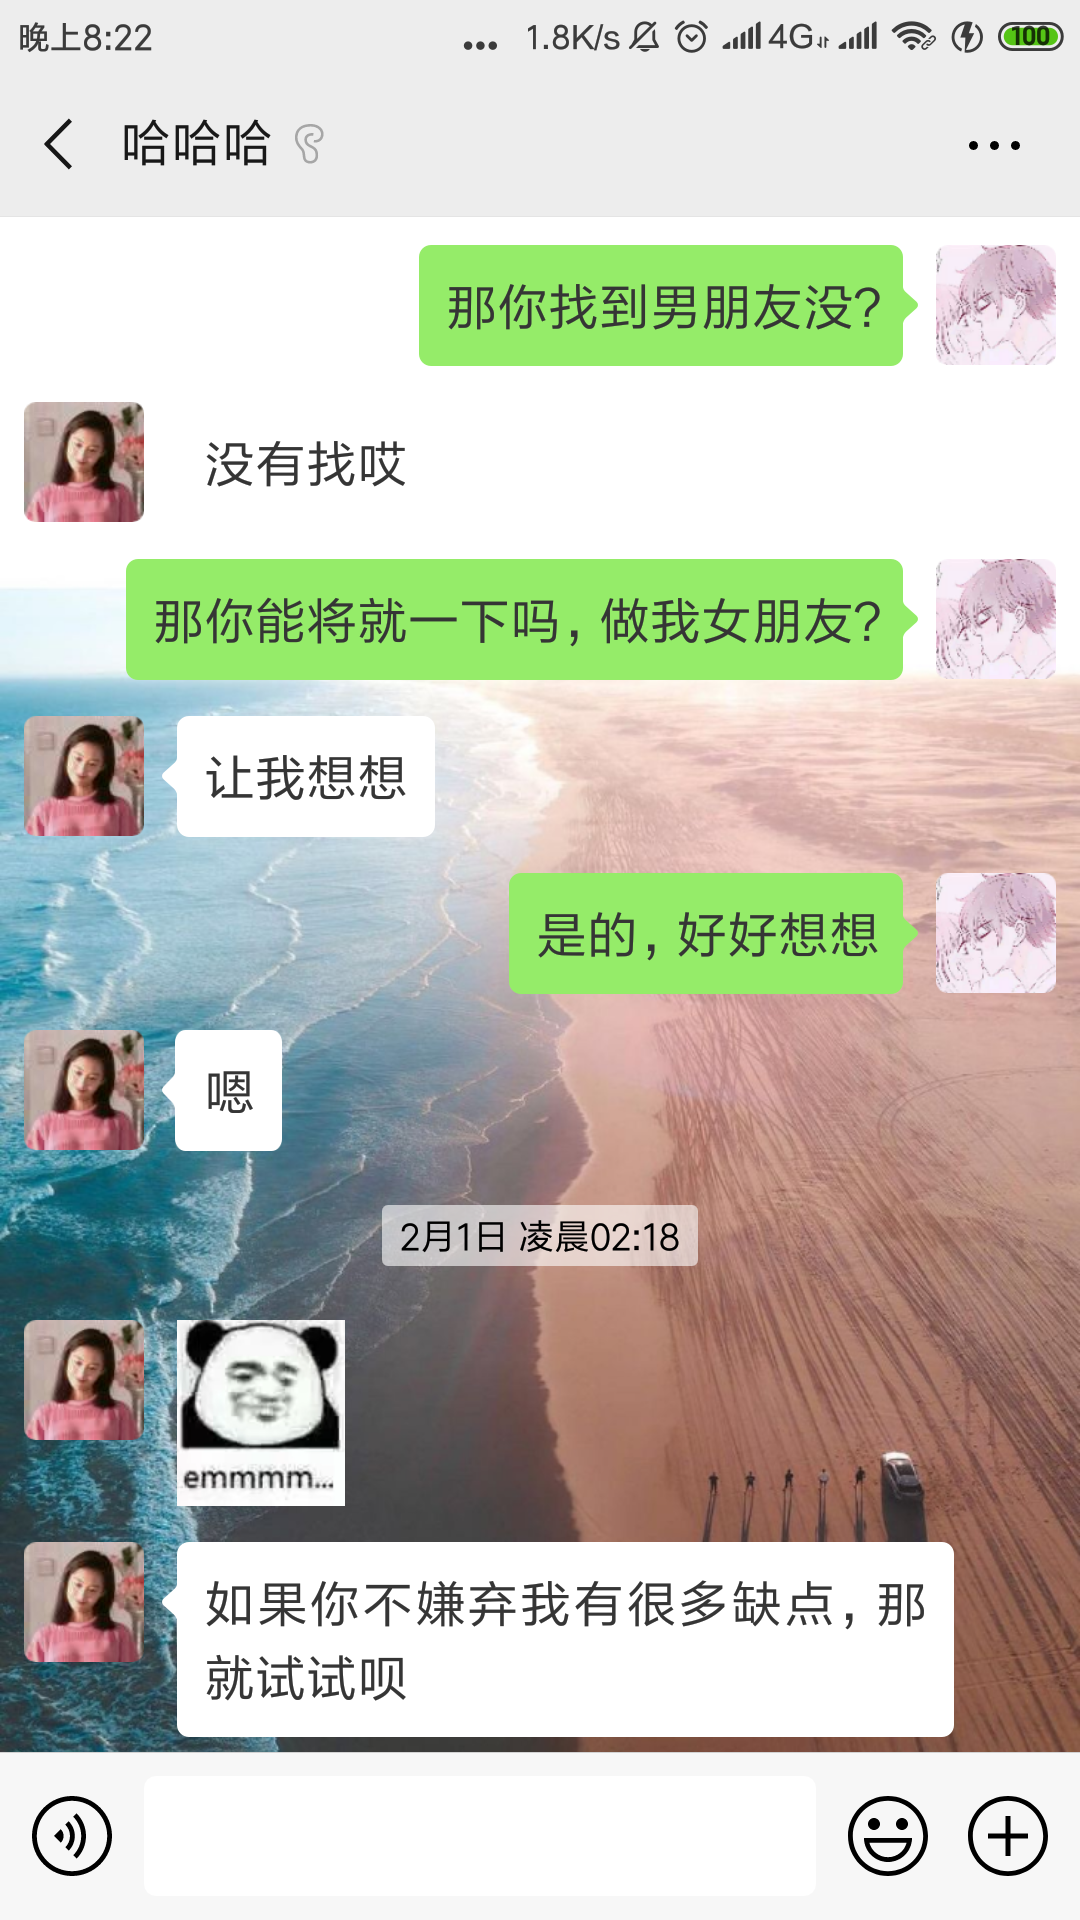 晚上8:22
1.8K/s
4G
100
哈哈哈
那你找到男朋友没?
没有找哎
那你能将就一下吗,做我女朋友?
让我想想
是的,好好想想
嗯
2月1日 凌晨02:18
emmmm...
如果你不嫌弃我有很多缺点,那
就试试呗